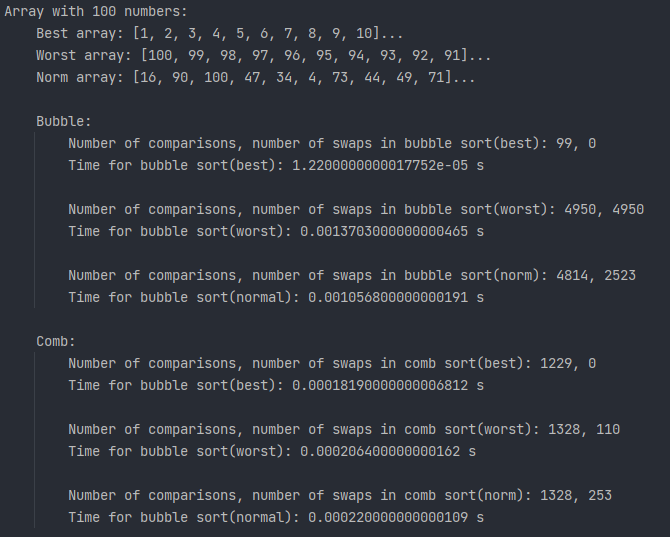 Array with 100 numbers:
Best array: [1, 2, 3, 4, 5, 6, 7, 8, 9, 10]...
Worst array: [100, 99, 98, 97, 96, 95, 94, 93, 92, 91]...
Norm array: [16, 90, 100, 47, 34, 4, 73, 44, 49, 71]...
Bubble:
Number of comparisons, number of swaps in bubble sort(best): 99, 0
Time for bubble sort(best): 1.2200000000017752e-05 s
Number of comparisons, number of swaps in bubble sort(worst): 4950, 4950
Time for bubble sort(worst): 0.0013703000000000465 s
Number of comparisons, number of swaps in bubble sort(norm): 4814, 2523
Time for bubble sort(normal): 0.001056800000000191 s
Comb:
Number of comparisons, number of swaps in comb sort(best): 1229, 0
Time for bubble sort(best): 0.00018190000000006812 s
Number of comparisons, number of swaps in comb sort(worst): 1328, 110
Time for bubble sort(worst): 0.000206400000000162 s
Number of comparisons, number of swaps in comb sort(norm): 1328, 253
Time for bubble sort(normal): 0.000220000000000109 s